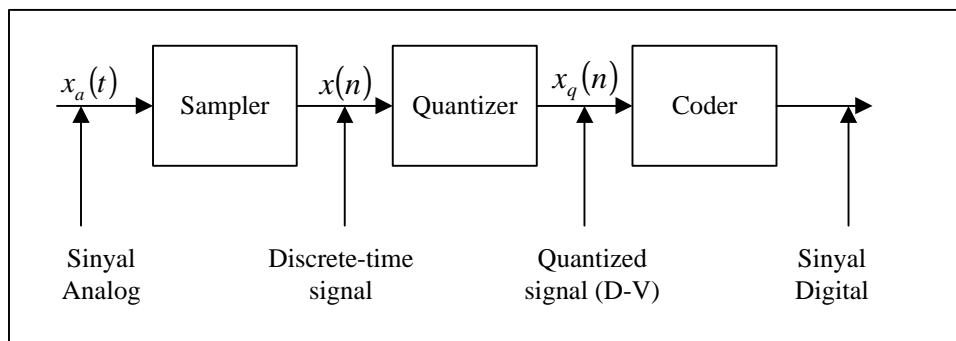 x_a(t)
x(n)
x_q(n)
Sampler
Quantizer
Coder
Sinyal
Analog
Discrete-time
signal
Quantized
signal (D-V)
Sinyal
Digital